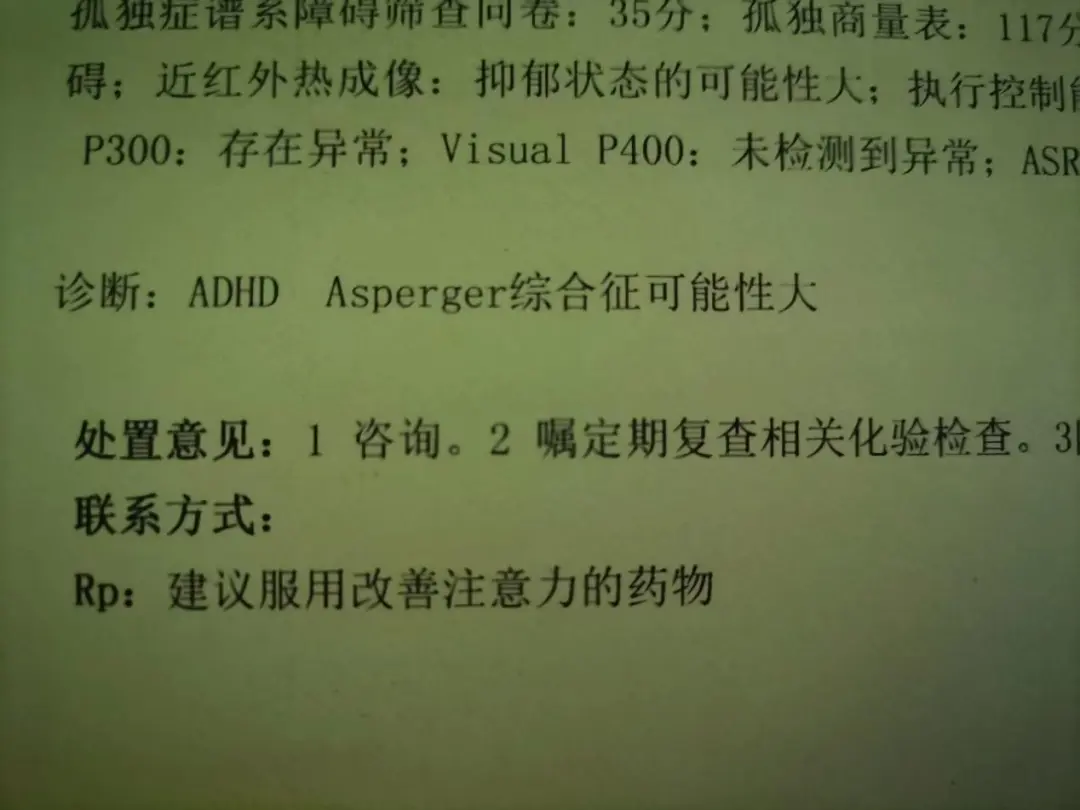 孤独症谱系障碍筛查问卷：35分；孤独商量表：117分
碍；近红外热成像：抑郁状态的可能性大；执行控制能
P300：存在异常；Visual P400：未检测到异常；ASR
诊断：ADHD Asperger综合征可能性大
处置意见：1 咨询。2 嘱定期复查相关化验检查。3
联系方式：
Rp：建议服用改善注意力的药物